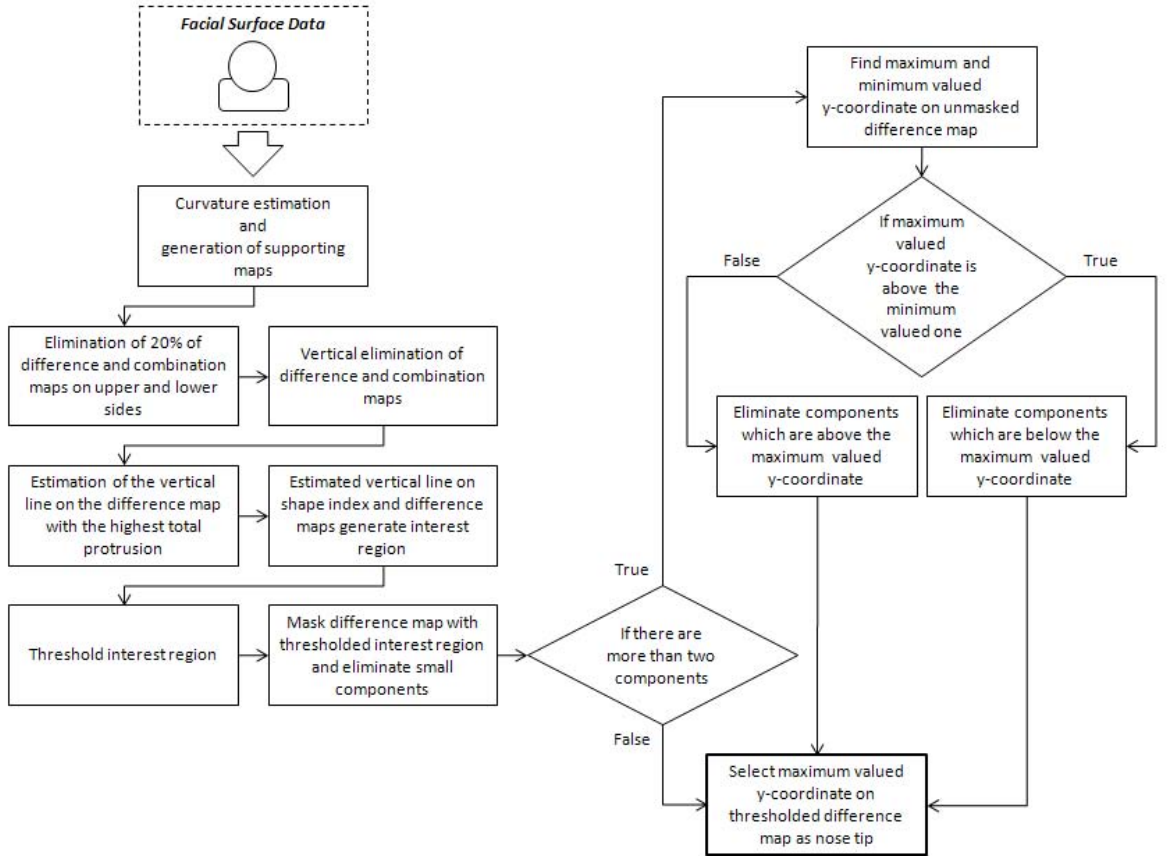 Facial Surface Data
Curvature estimation
and
generation of supporting
maps
Elimination of 20% of
difference and combination
maps on upper and lower
sides
Vertical elimination of
difference and combination
maps
Estimation of the vertical
line on the difference map
with the highest total
protrusion
Estimated vertical line on
shape index and difference
maps generate interest
region
Threshold interest region
Mask difference map with
thresholded interest region
and eliminate small
components
If there are
more than two
components
True
False
Find maximum and
minimum valued
y-coordinate on unmasked
difference map
If maximum
valued
y-coordinate is
above the
minimum
valued one
False
True
Eliminate components
which are above the
maximum valued
y-coordinate
Eliminate components
which are below the
maximum valued
y-coordinate
Select maximum valued
y-coordinate on
thresholded difference
map as nose tip